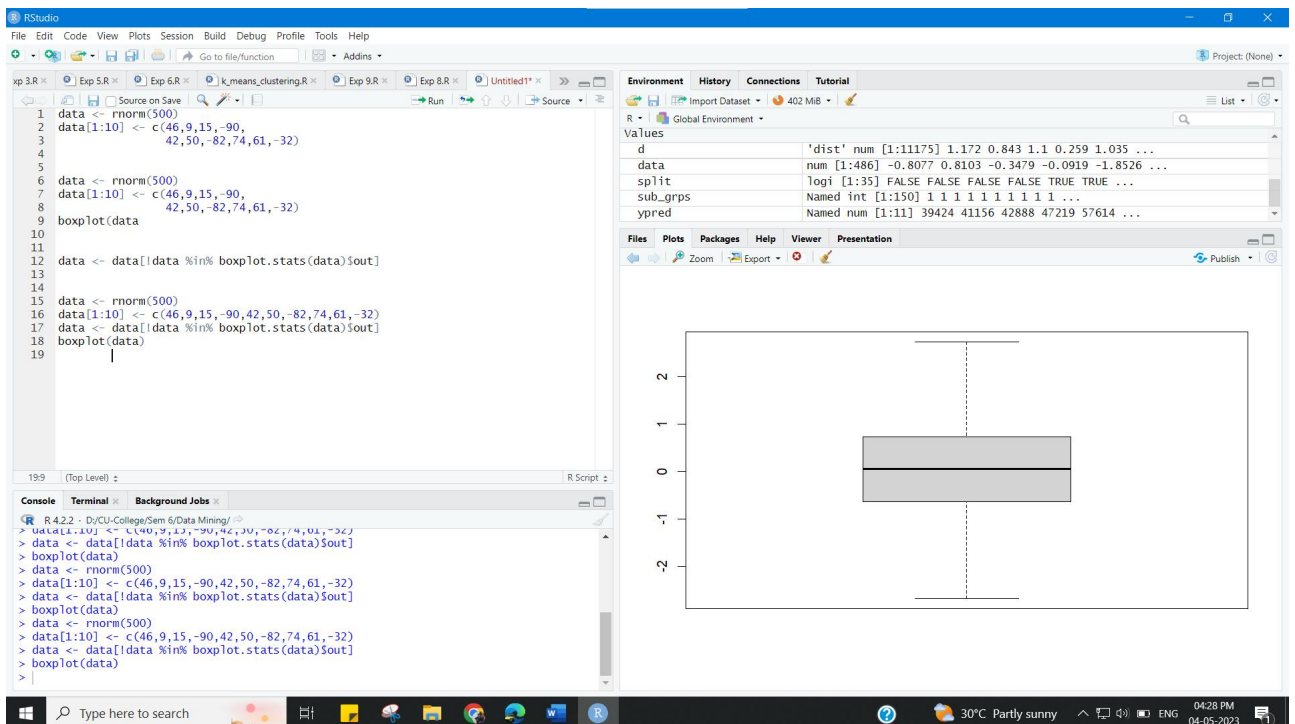 RStudio
File Edit Code View Plots Session Build Debug Profile Tools Help
Go to file/function Addins Project: (None)
xp 3.R Exp 5.R Exp 6.R k_means_clustering.R Exp 9.R Exp 8.R Untitled1*
Source on Save Run Source
1 data <- rnorm(500)
2 data[1:10] <- c(46,9,15,-90,
3 42,50,-82,74,61,-32)
4
5
6 data <- rnorm(500)
7 data[1:10] <- c(46,9,15,-90,
8 42,50,-82,74,61,-32)
9 boxplot(data
10
11
12 data <- data[!data %in% boxplot.stats(data)$out]
13
14
15 data <- rnorm(500)
16 data[1:10] <- c(46,9,15,-90,42,50,-82,74,61,-32)
17 data <- data[!data %in% boxplot.stats(data)$out]
18 boxplot(data)
19
19:9 (Top Level) R Script
Console Terminal Background Jobs
R 4.2.2 · D:/CU-College/Sem 6/Data Mining/
> data[1:10] <- c(46,9,15,-90,42,50,-82,74,61,-32)
> data <- data[!data %in% boxplot.stats(data)$out]
> boxplot(data)
> data <- rnorm(500)
> data[1:10] <- c(46,9,15,-90,42,50,-82,74,61,-32)
> data <- data[!data %in% boxplot.stats(data)$out]
> boxplot(data)
> data <- rnorm(500)
> data[1:10] <- c(46,9,15,-90,42,50,-82,74,61,-32)
> data <- data[!data %in% boxplot.stats(data)$out]
> boxplot(data)
>
Environment History Connections Tutorial
Import Dataset 402 MiB List
R Global Environment
Values
d 'dist' num [1:11175] 1.172 0.843 1.1 0.259 1.035 ...
data num [1:486] -0.8077 0.8103 -0.3479 -0.0919 -1.8526 ...
split logi [1:35] FALSE FALSE FALSE FALSE TRUE TRUE ...
sub_grps Named int [1:150] 1 1 1 1 1 1 1 1 1 1 ...
ypred Named num [1:11] 39424 41156 42888 47219 57614 ...
Files Plots Packages Help Viewer Presentation
Zoom Export Publish
2
1
0
-1
-2
Type here to search 30°C Partly sunny ENG 04:28 PM
04-05-2023